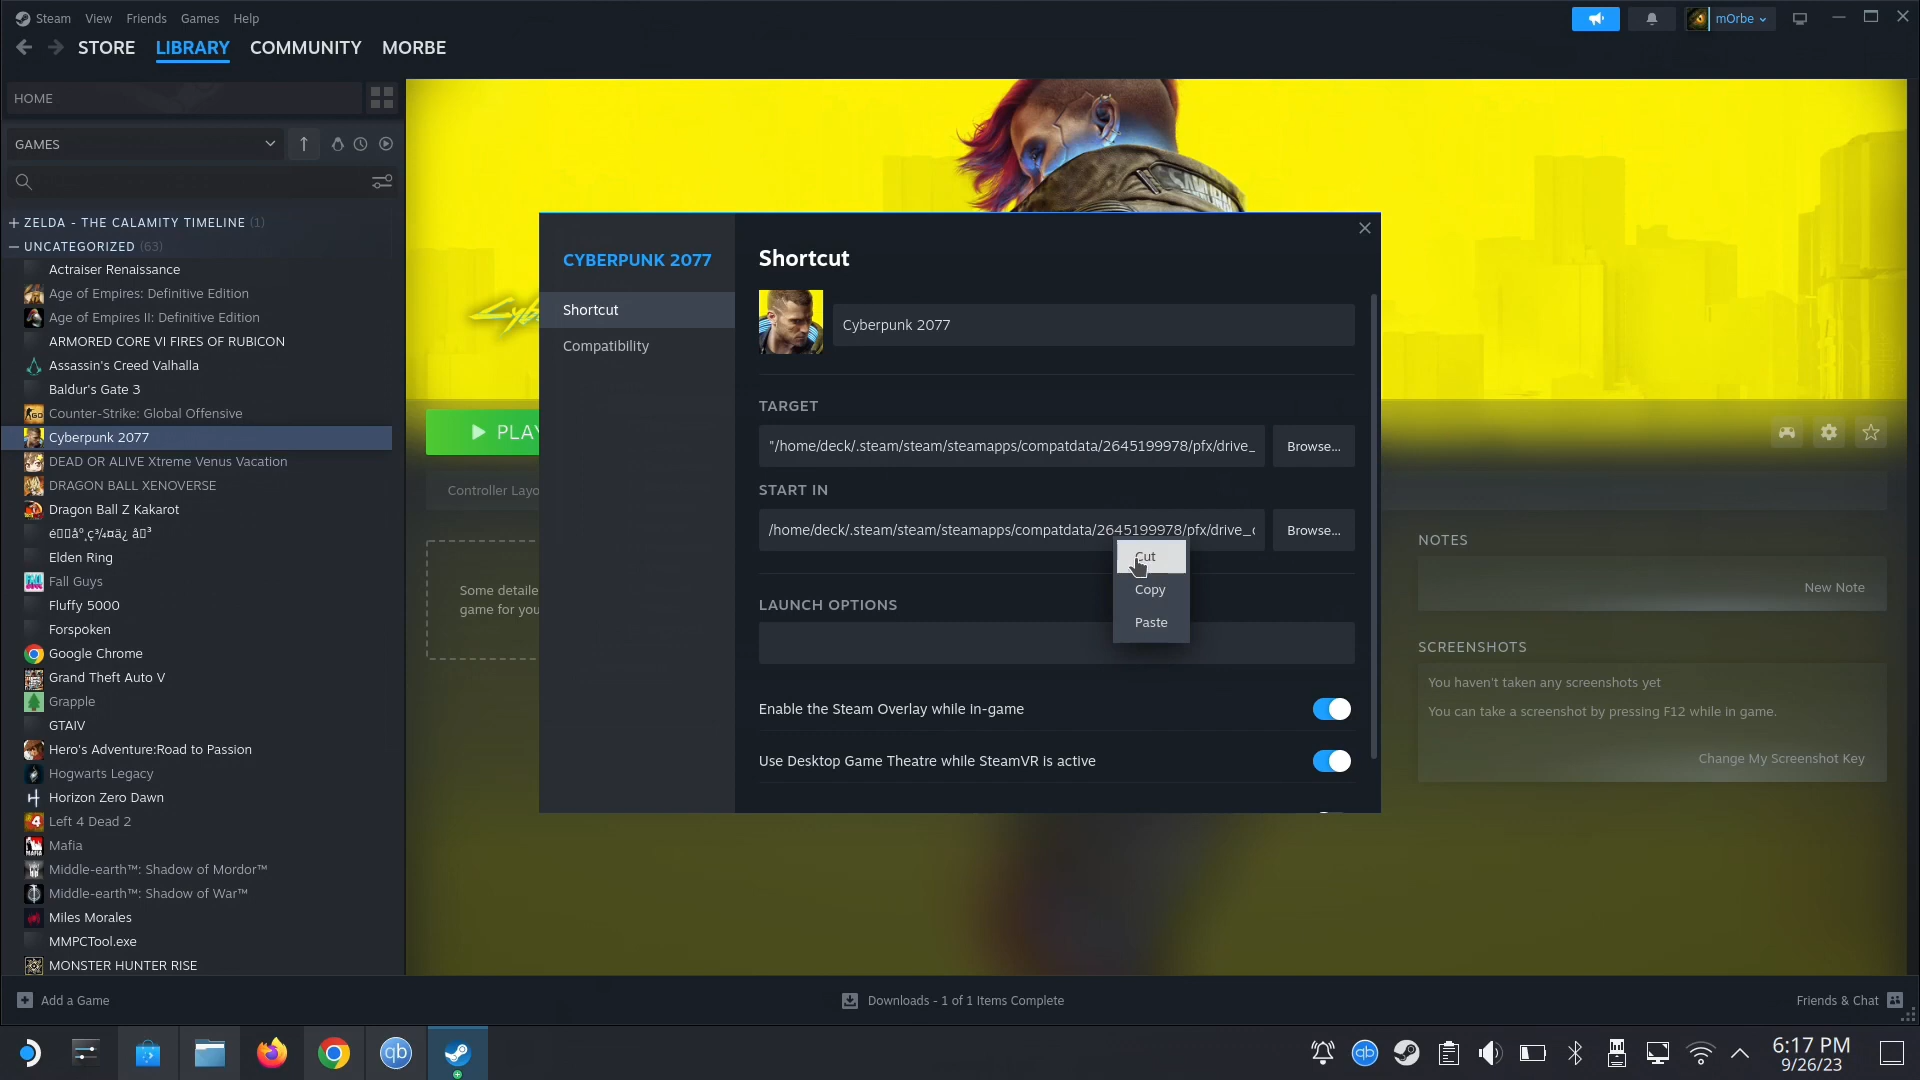 Steam View Friends Games Help
mOrbe
STORE LIBRARY COMMUNITY MORBE
HOME
GAMES
ZELDA - THE CALAMITY TIMELINE (1)
UNCATEGORIZED (63)
Actraiser Renaissance
Age of Empires: Definitive Edition
Age of Empires II: Definitive Edition
ARMORED CORE VI FIRES OF RUBICON
Assassin's Creed Valhalla
Baldur's Gate 3
Counter-Strike: Global Offensive
Cyberpunk 2077
DEAD OR ALIVE Xtreme Venus Vacation
DRAGON BALL XENOVERSE
Dragon Ball Z Kakarot
Elden Ring
Fall Guys
Fluffy 5000
Forspoken
Google Chrome
Grand Theft Auto V
Grapple
GTAIV
Hero's Adventure:Road to Passion
Hogwarts Legacy
Horizon Zero Dawn
Left 4 Dead 2
Mafia
Middle-earth™: Shadow of Mordor™
Middle-earth™: Shadow of War™
Miles Morales
MMPCTool.exe
MONSTER HUNTER RISE
PLAY
Controller Layo
Some detaile
game for you
CYBERPUNK 2077
Shortcut
Compatibility
Shortcut
Cyberpunk 2077
TARGET
"/home/deck/.steam/steam/steamapps/compatdata/2645199978/pfx/drive_ Browse...
START IN
/home/deck/.steam/steam/steamapps/compatdata/2645199978/pfx/drive_c Browse...
Cut
Copy
Paste
LAUNCH OPTIONS
Enable the Steam Overlay while in-game
Use Desktop Game Theatre while SteamVR is active
NOTES
New Note
SCREENSHOTS
You haven't taken any screenshots yet
You can take a screenshot by pressing F12 while in game.
Change My Screenshot Key
Add a Game
Downloads - 1 of 1 Items Complete
Friends & Chat
qb
qb
6:17 PM
9/26/23